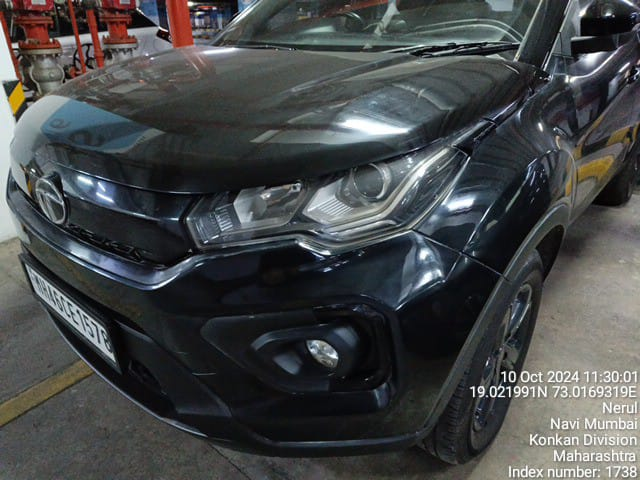 MH46CE1578
10 Oct 2024 11:30:01
19.021991N 73.0169319E
Nerul
Navi Mumbai
Konkan Division
Maharashtra
Index number: 1738